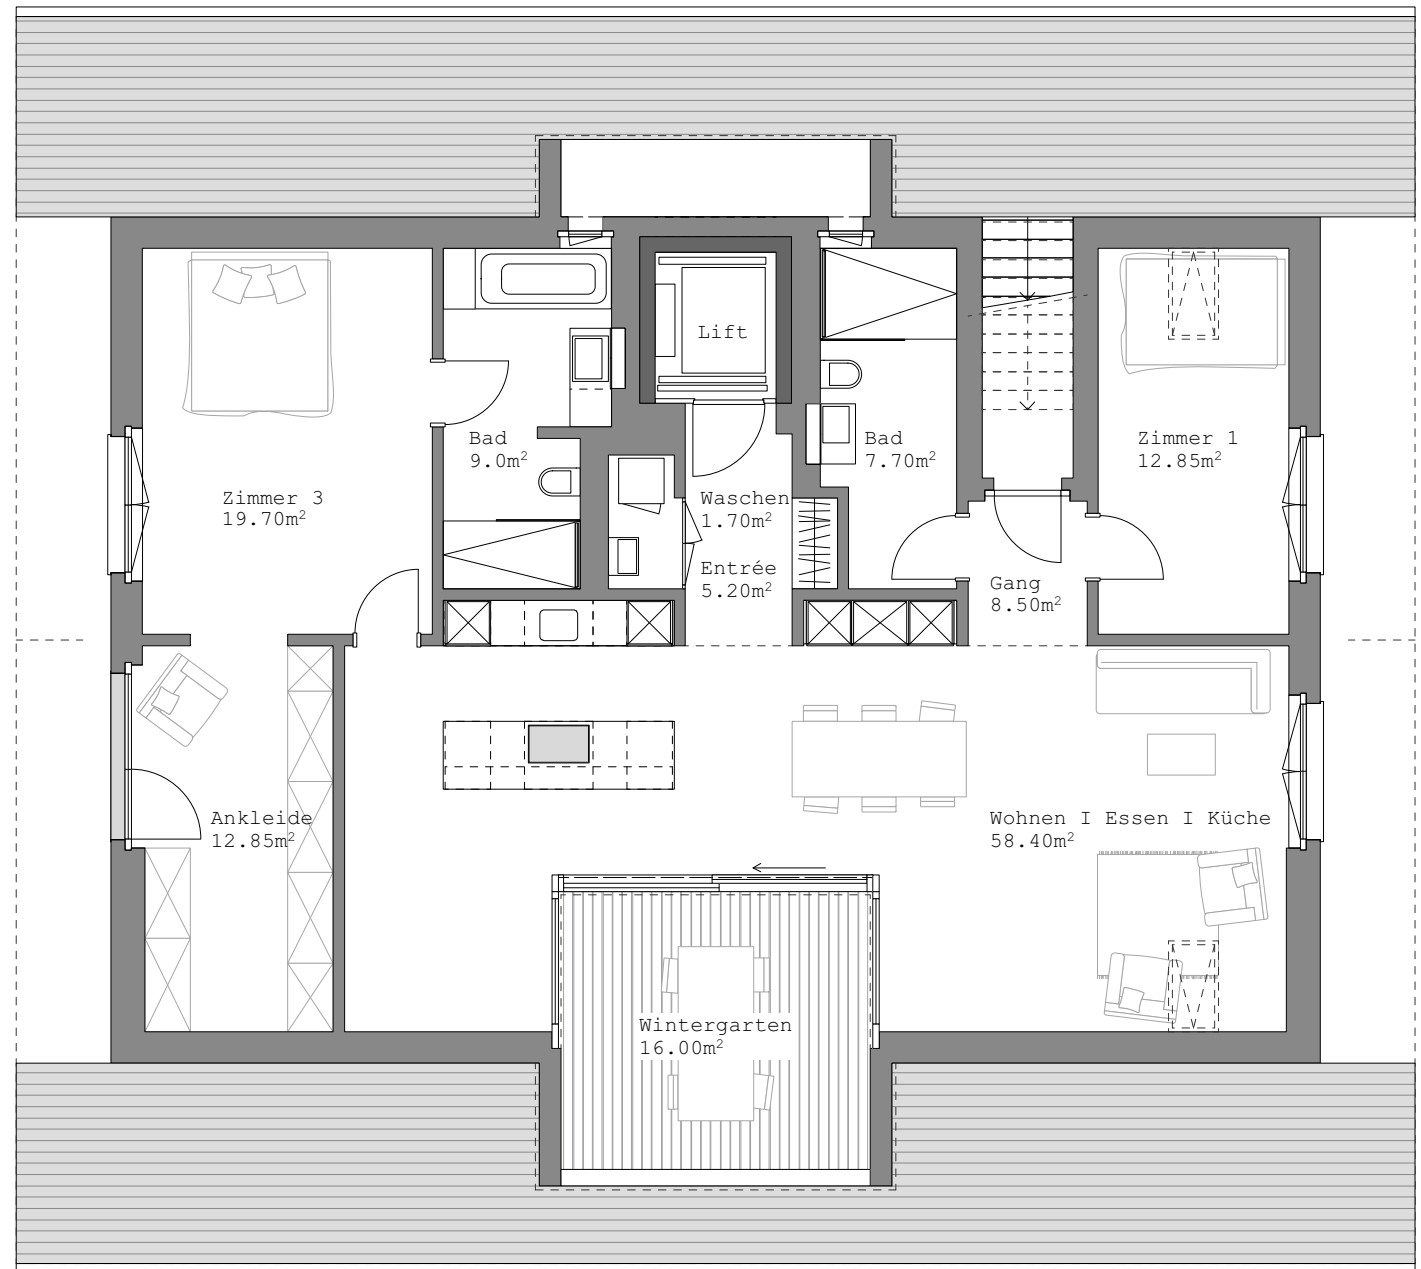 Lift
Bad
9.0m²
Bad
7.70m²
Zimmer 1
12.85m²
Zimmer 3
19.70m²
Waschen
1.70m²
Entrée
5.20m²
Gang
8.50m²
Ankleide
12.85m²
Wohnen I Essen I Küche
58.40m²
Wintergarten
16.00m²